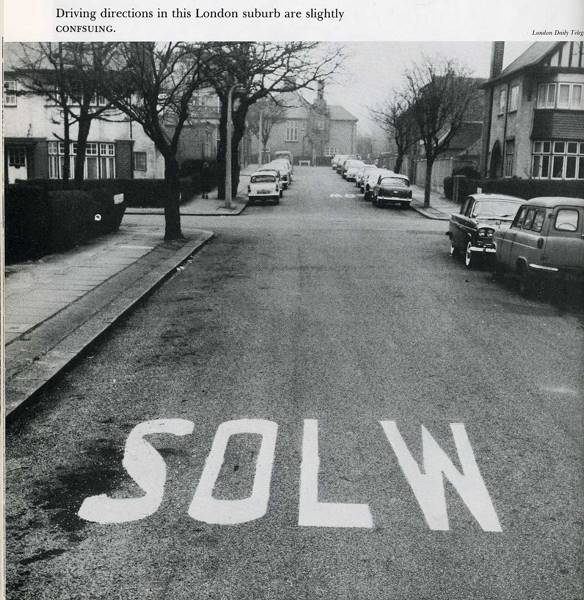 Driving directions in this London suburb are slightly
CONFSUING.
London Daily Teleg
SOLW